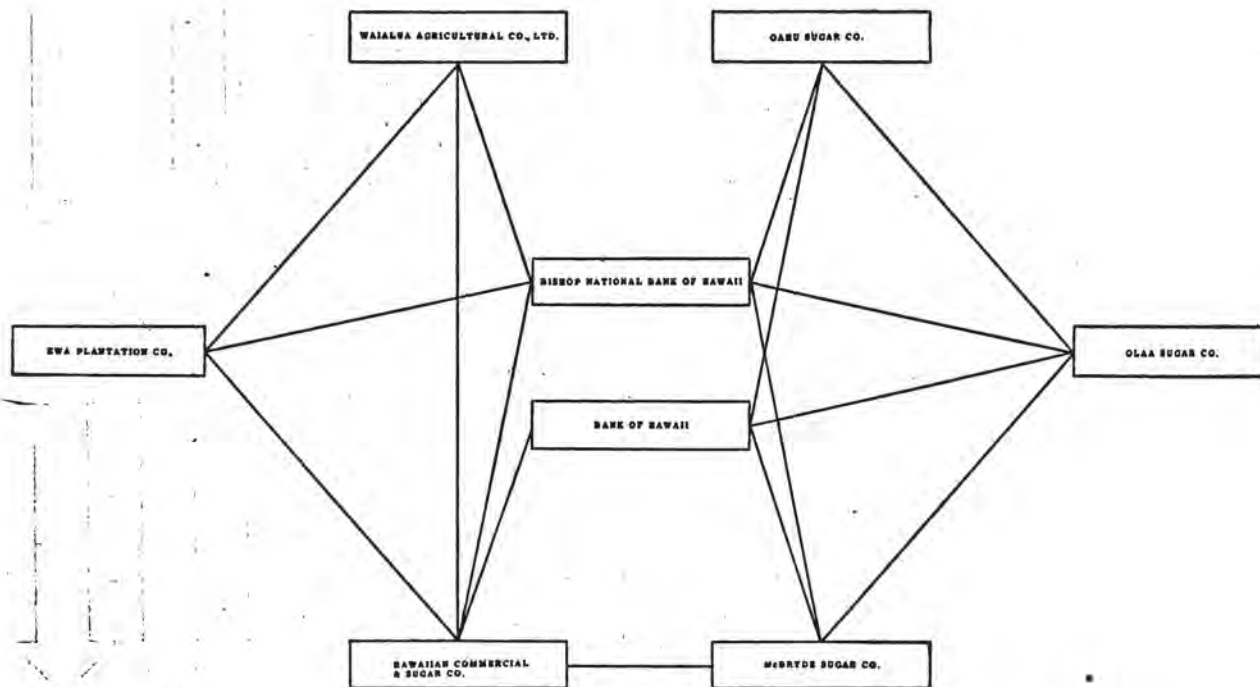 WAIALUA AGRICULTURAL CO., LTD.
OAHU SUGAR CO.
BISHOP NATIONAL BANK OF HAWAII
EWA PLANTATION CO.
OLAA SUGAR CO.
BANK OF HAWAII
HAWAIIAN COMMERCIAL
& SUGAR CO.
McBRYDE SUGAR CO.